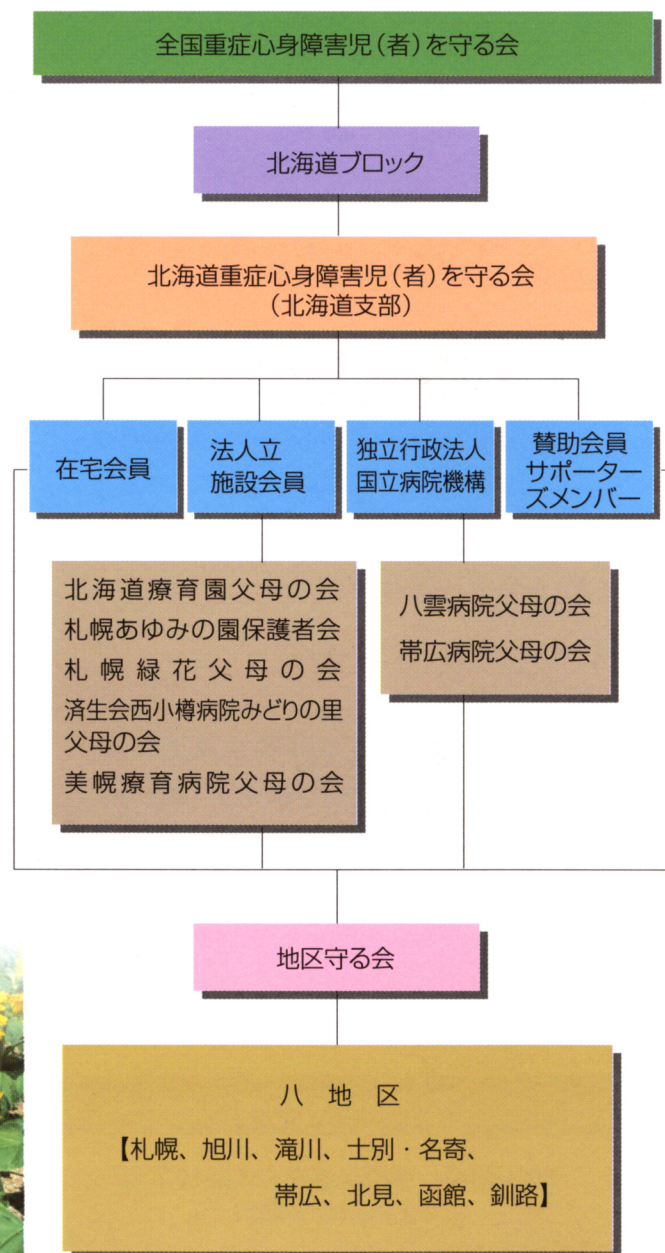 全国重症心身障害児（者）を守る会
北海道ブロック
北海道重症心身障害児（者）を守る会
（北海道支部）
在宅会員
法人立
施設会員
独立行政法人
国立病院機構
賛助会員
サポーター
ズメンバー
北海道療育園父母の会
札幌あゆみの園保護者会
札幌緑花父母の会
済生会西小樽病院みどりの里
父母の会
美幌療育病院父母の会
八雲病院父母の会
帯広病院父母の会
地区守る会
八地区
【札幌、旭川、滝川、士別・名寄、
帯広、北見、函館、釧路】